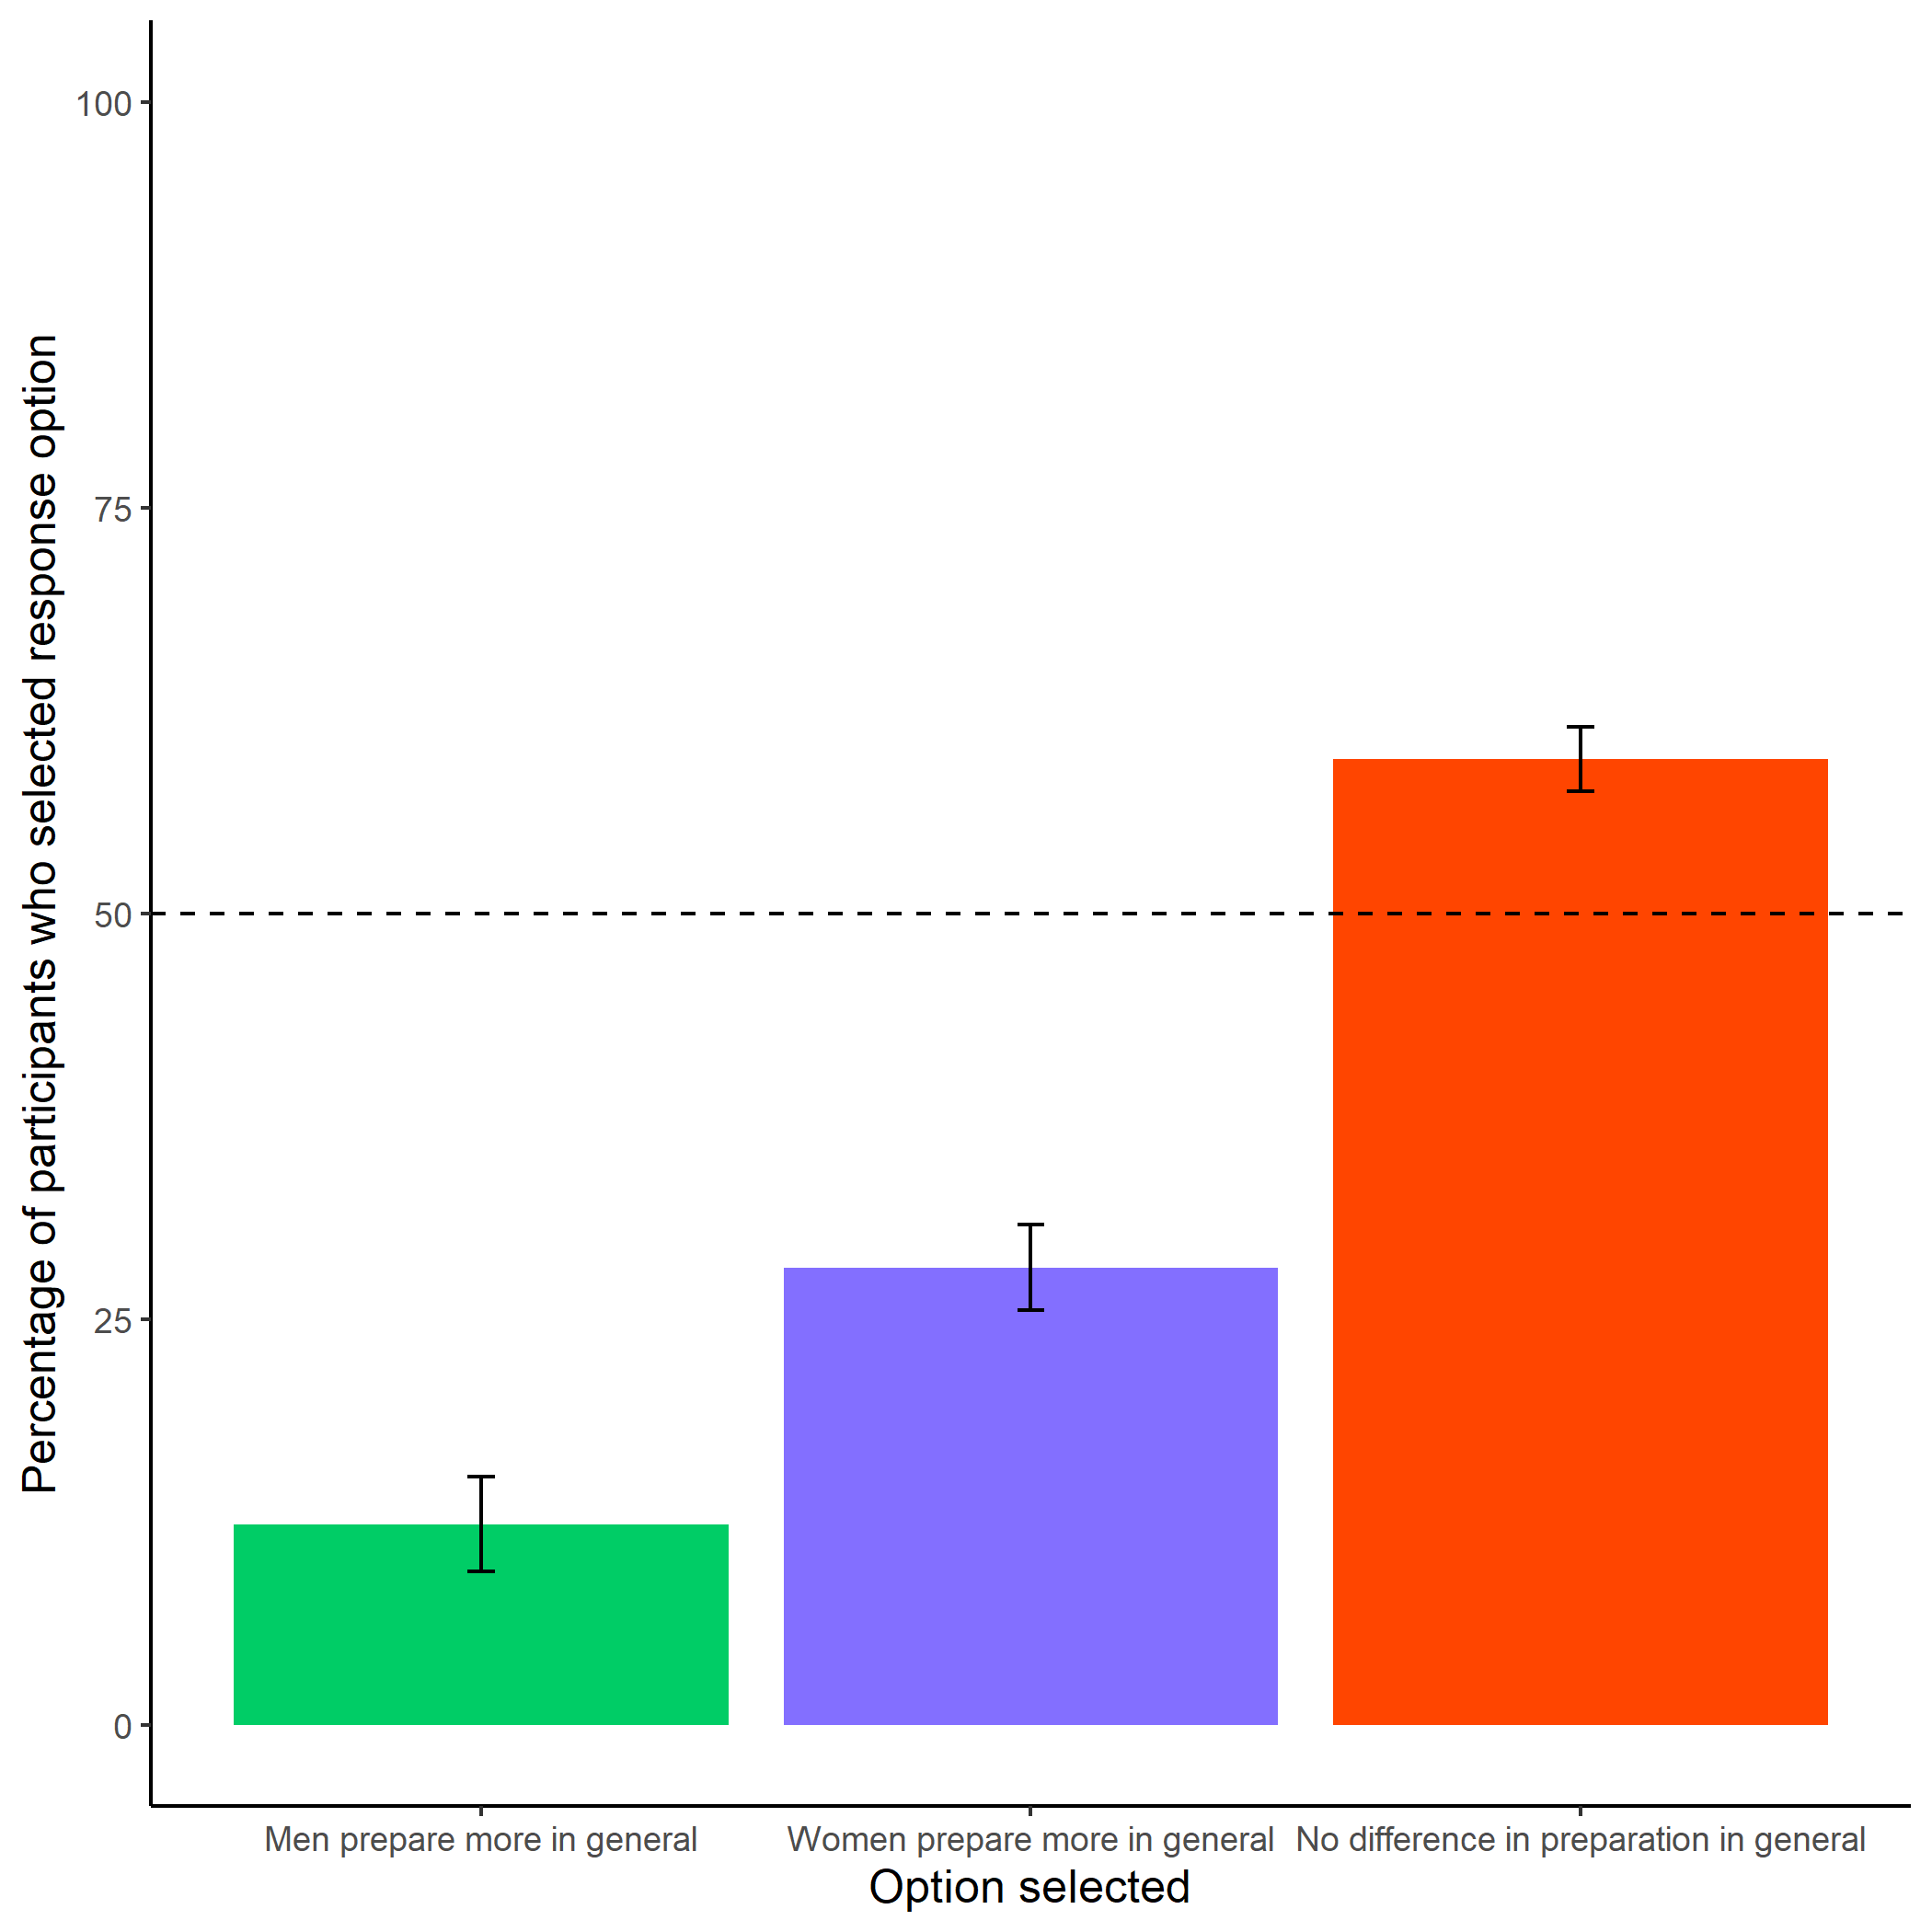 Percentage of participants who selected response option
100
75
50
25
0
Men prepare more in general
Women prepare more in general
No difference in preparation in general
Option selected